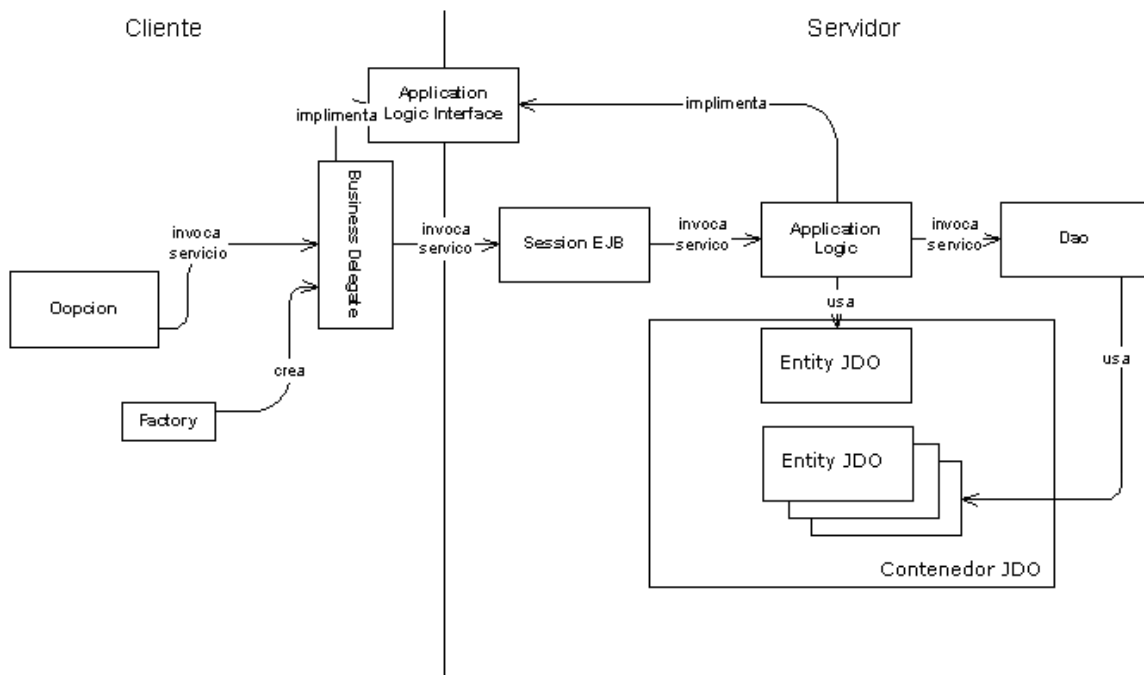 Cliente
Servidor
Application
Logic Interface
implimenta
implimenta
Business Delegate
invoca
servicio
invoca
servico
Session EJB
invoca
servico
Application
Logic
invoca
servico
Dao
Oopcion
usa
Entity JDO
usa
crea
Factory
Entity JDO
Contenedor JDO